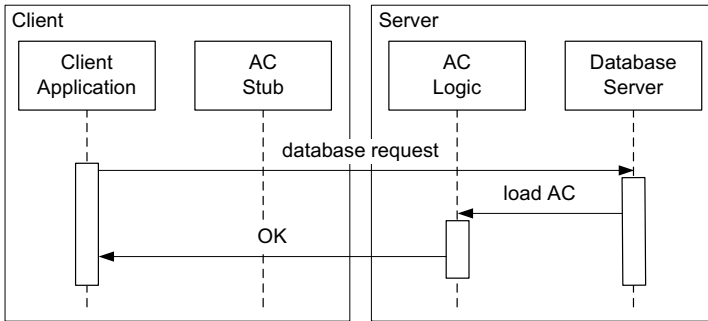 Client
Server
Client
Application
AC
Stub
AC
Logic
Database
Server
database request
load AC
OK